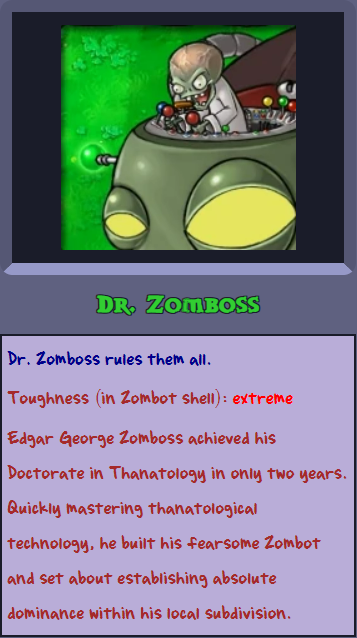 Dr. Zomboss
Dr. Zomboss rules them all.
Toughness (in Zombot shell): extreme
Edgar George Zomboss achieved his
Doctorate in Thanatology in only two years.
Quickly mastering thanatological
technology, he built his fearsome Zombot
and set about establishing absolute
dominance within his local subdivision.